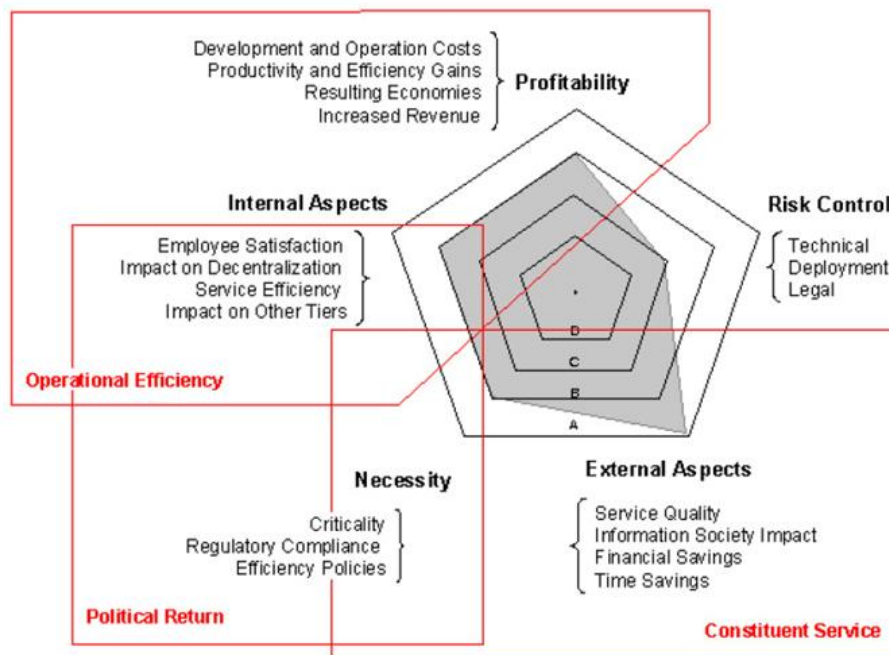 Development and Operation Costs
Productivity and Efficiency Gains
Resulting Economies
Increased Revenue
Profitability
Internal Aspects
Employee Satisfaction
Impact on Decentralization
Service Efficiency
Impact on Other Tiers
Risk Control
Technical
Deployment
Legal
D
C
B
A
Operational Efficiency
Necessity
Criticality
Regulatory Compliance
Efficiency Policies
External Aspects
Service Quality
Information Society Impact
Financial Savings
Time Savings
Political Return
Constituent Service